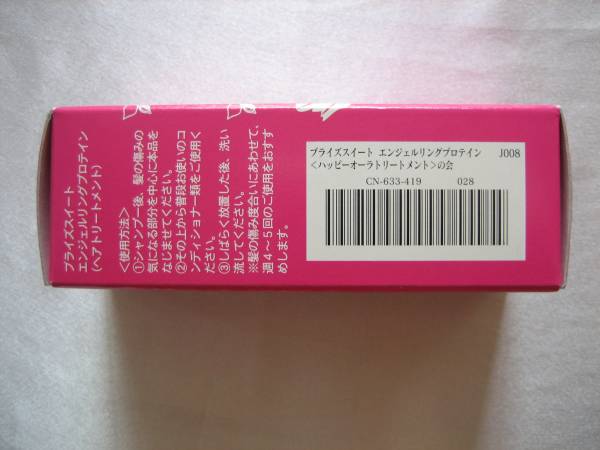 ブライズスイート
エンジェルリングプロテイン
(ヘアトリートメント)
<使用方法>
①シャンプー後、髪の傷みの
気になる部分を中心に本品を
なじませてください。
②その上から普段お使いのコ
ンディショナー類をご使用く
ださい。
③しばらく放置した後、洗い
流してください。
※髪の傷み度合いにあわせて、
週4～5回のご使用をおすす
めします。
ブライズスイート エンジェルリングプロテイン J008
<ハッピーオーラトリートメント>の会
CN-633-419 028